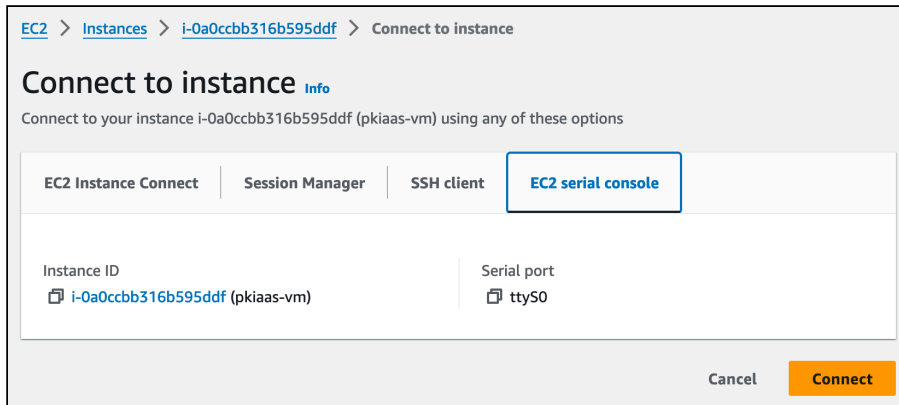 EC2 > Instances > i-0a0ccbb316b595ddf > Connect to instance
Connect to instance Info
Connect to your instance i-0a0ccbb316b595ddf (pkiaas-vm) using any of these options
EC2 Instance Connect Session Manager SSH client EC2 serial console
Instance ID Serial port
i-0a0ccbb316b595ddf (pkiaas-vm) ttyS0
Cancel Connect